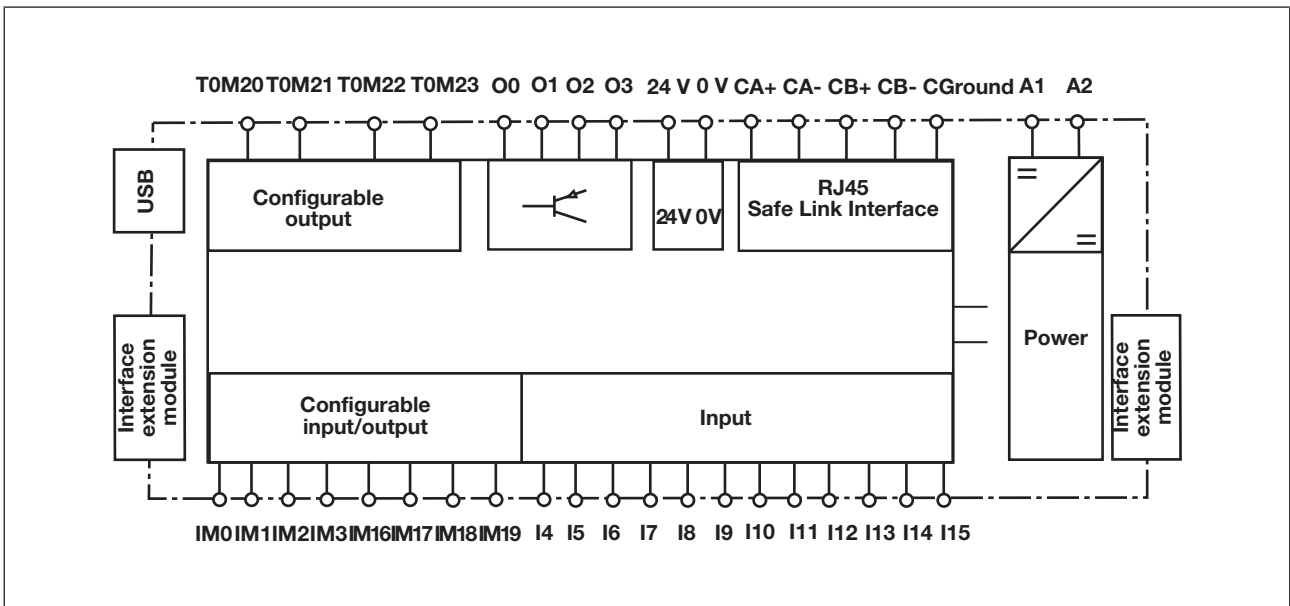 T0M20 T0M21 T0M22 T0M23 O0 O1 O2 O3 24 V 0 V CA+ CA- CB+ CB- CGround A1 A2
USB
Configurable
output
24V 0V
RJ45
Safe Link Interface
Interface
extension
module
Power
Interface
extension
module
Configurable
input/output
Input
IM0 IM1 IM2 IM3 IM16 IM17 IM18 IM19 I4 I5 I6 I7 I8 I9 I10 I11 I12 I13 I14 I15